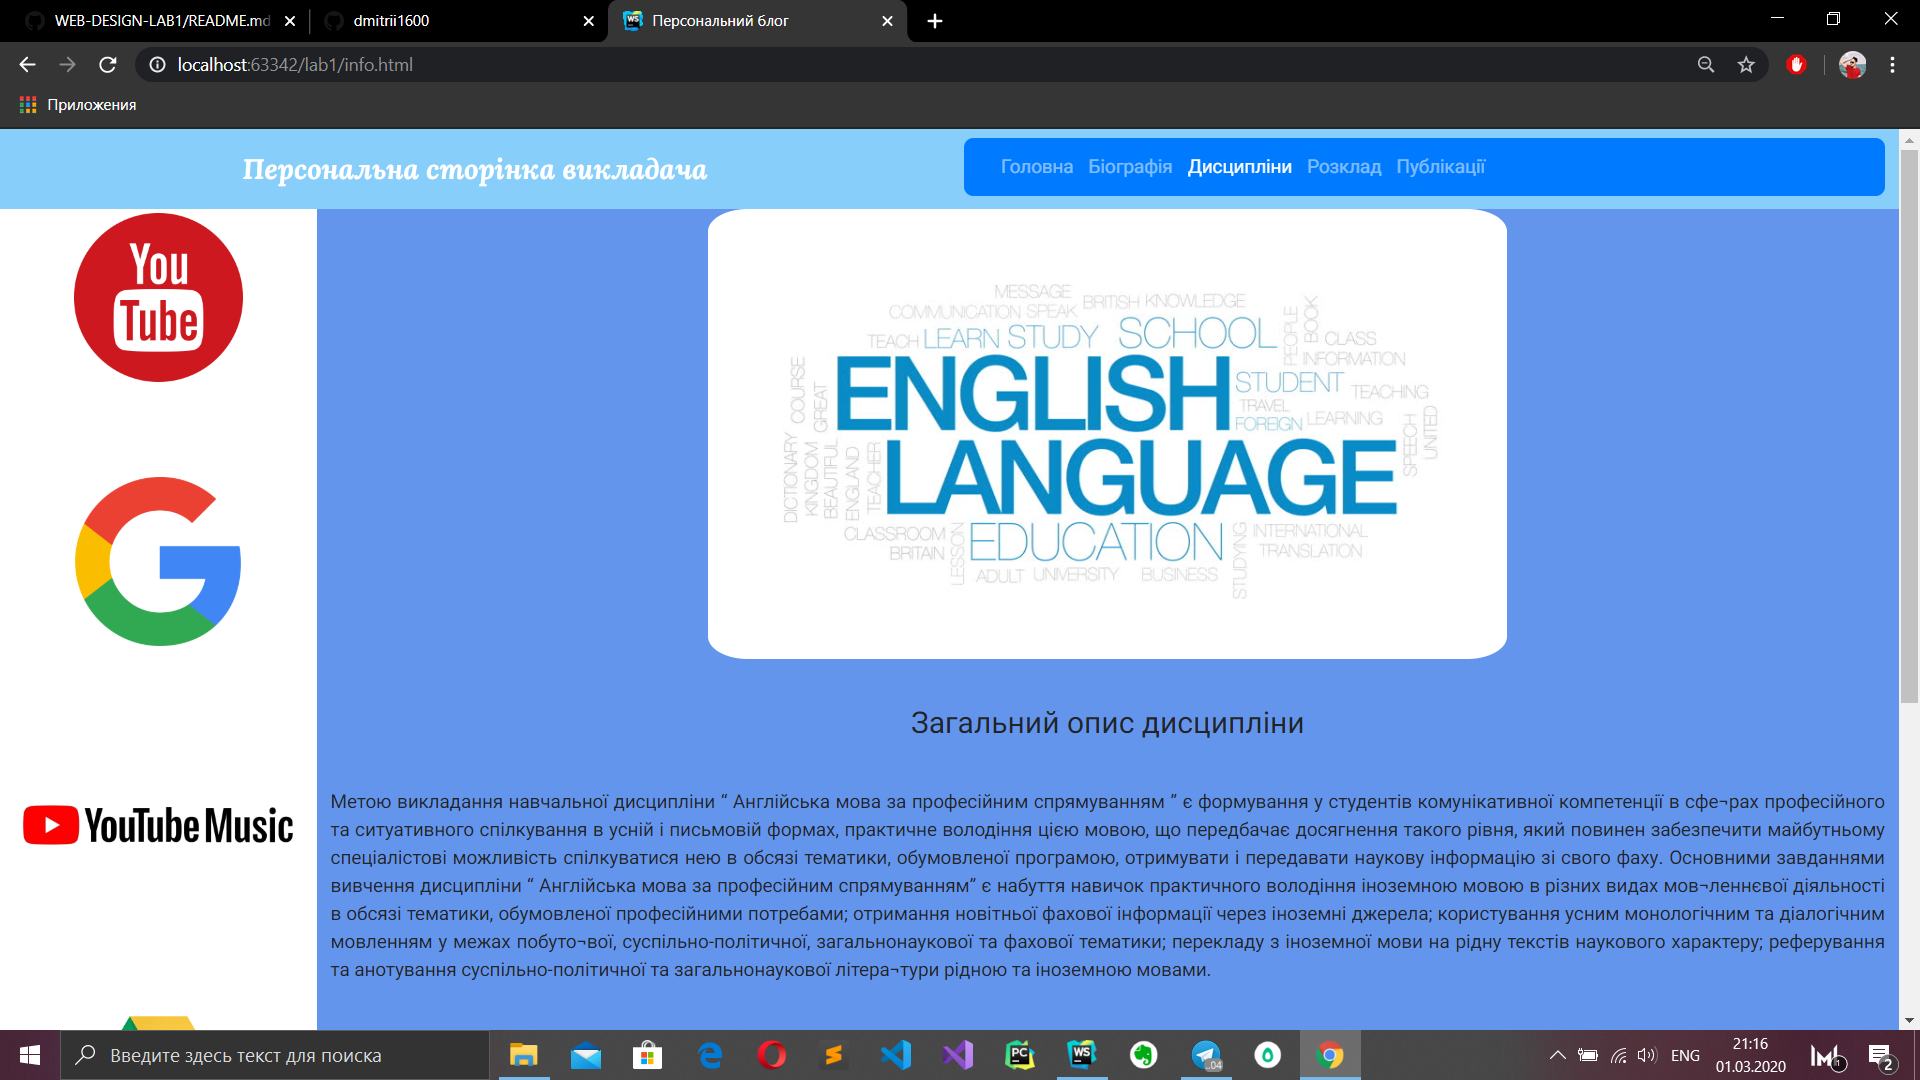 WEB-DESIGN-LAB1/README.md
dmitrii1600
Персональний блог
localhost:63342/lab1/info.html
Приложения
Персональна сторінка викладача
Головна Біографія Дисципліни Розклад Публікації
You
Tube
MESSAGE
COMMUNICATION SPEAK BRITISH KNOWLEDGE
TEACH LEARN STUDY SCHOOL PEOPLE BOOK CLASS
INFORMATION
COURSE GREAT ENGLISH STUDENT TEACHING
TRAVEL
FOREIGN LEARNING
DICTIONARY KINGDOM BEAUTIFUL ENGLAND TEACHER LANGUAGE SPEECH UNITED
CLASSROOM EDUCATION STUDYING INTERNATIONAL
BRITAIN LESSON TRANSLATION
ADULT UNIVERSITY BUSINESS
YouTube Music
Загальний опис дисципліни
Метою викладання навчальної дисципліни “ Англійська мова за професійним спрямуванням ” є формування у студентів комунікативної компетенції в сфе¬рах професійного
та ситуативного спілкування в усній і письмовій формах, практичне володіння цією мовою, що передбачає досягнення такого рівня, який повинен забезпечити майбутньому
спеціалістові можливість спілкуватися нею в обсязі тематики, обумовленої програмою, отримувати і передавати наукову інформацію зі свого фаху. Основними завданнями
вивчення дисципліни “ Англійська мова за професійним спрямуванням” є набуття навичок практичного володіння іноземною мовою в різних видах мов¬леннєвої діяльності
в обсязі тематики, обумовленої професійними потребами; отримання новітньої фахової інформації через іноземні джерела; користування усним монологічним та діалогічним
мовленням у межах побуто¬вої, суспільно-політичної, загальнонаукової та фахової тематики; перекладу з іноземної мови на рідну текстів наукового характеру; реферування
та анотування суспільно-політичної та загальнонаукової літера¬тури рідною та іноземною мовами.
Введите здесь текст для поиска
ENG
21:16
01.03.2020
2